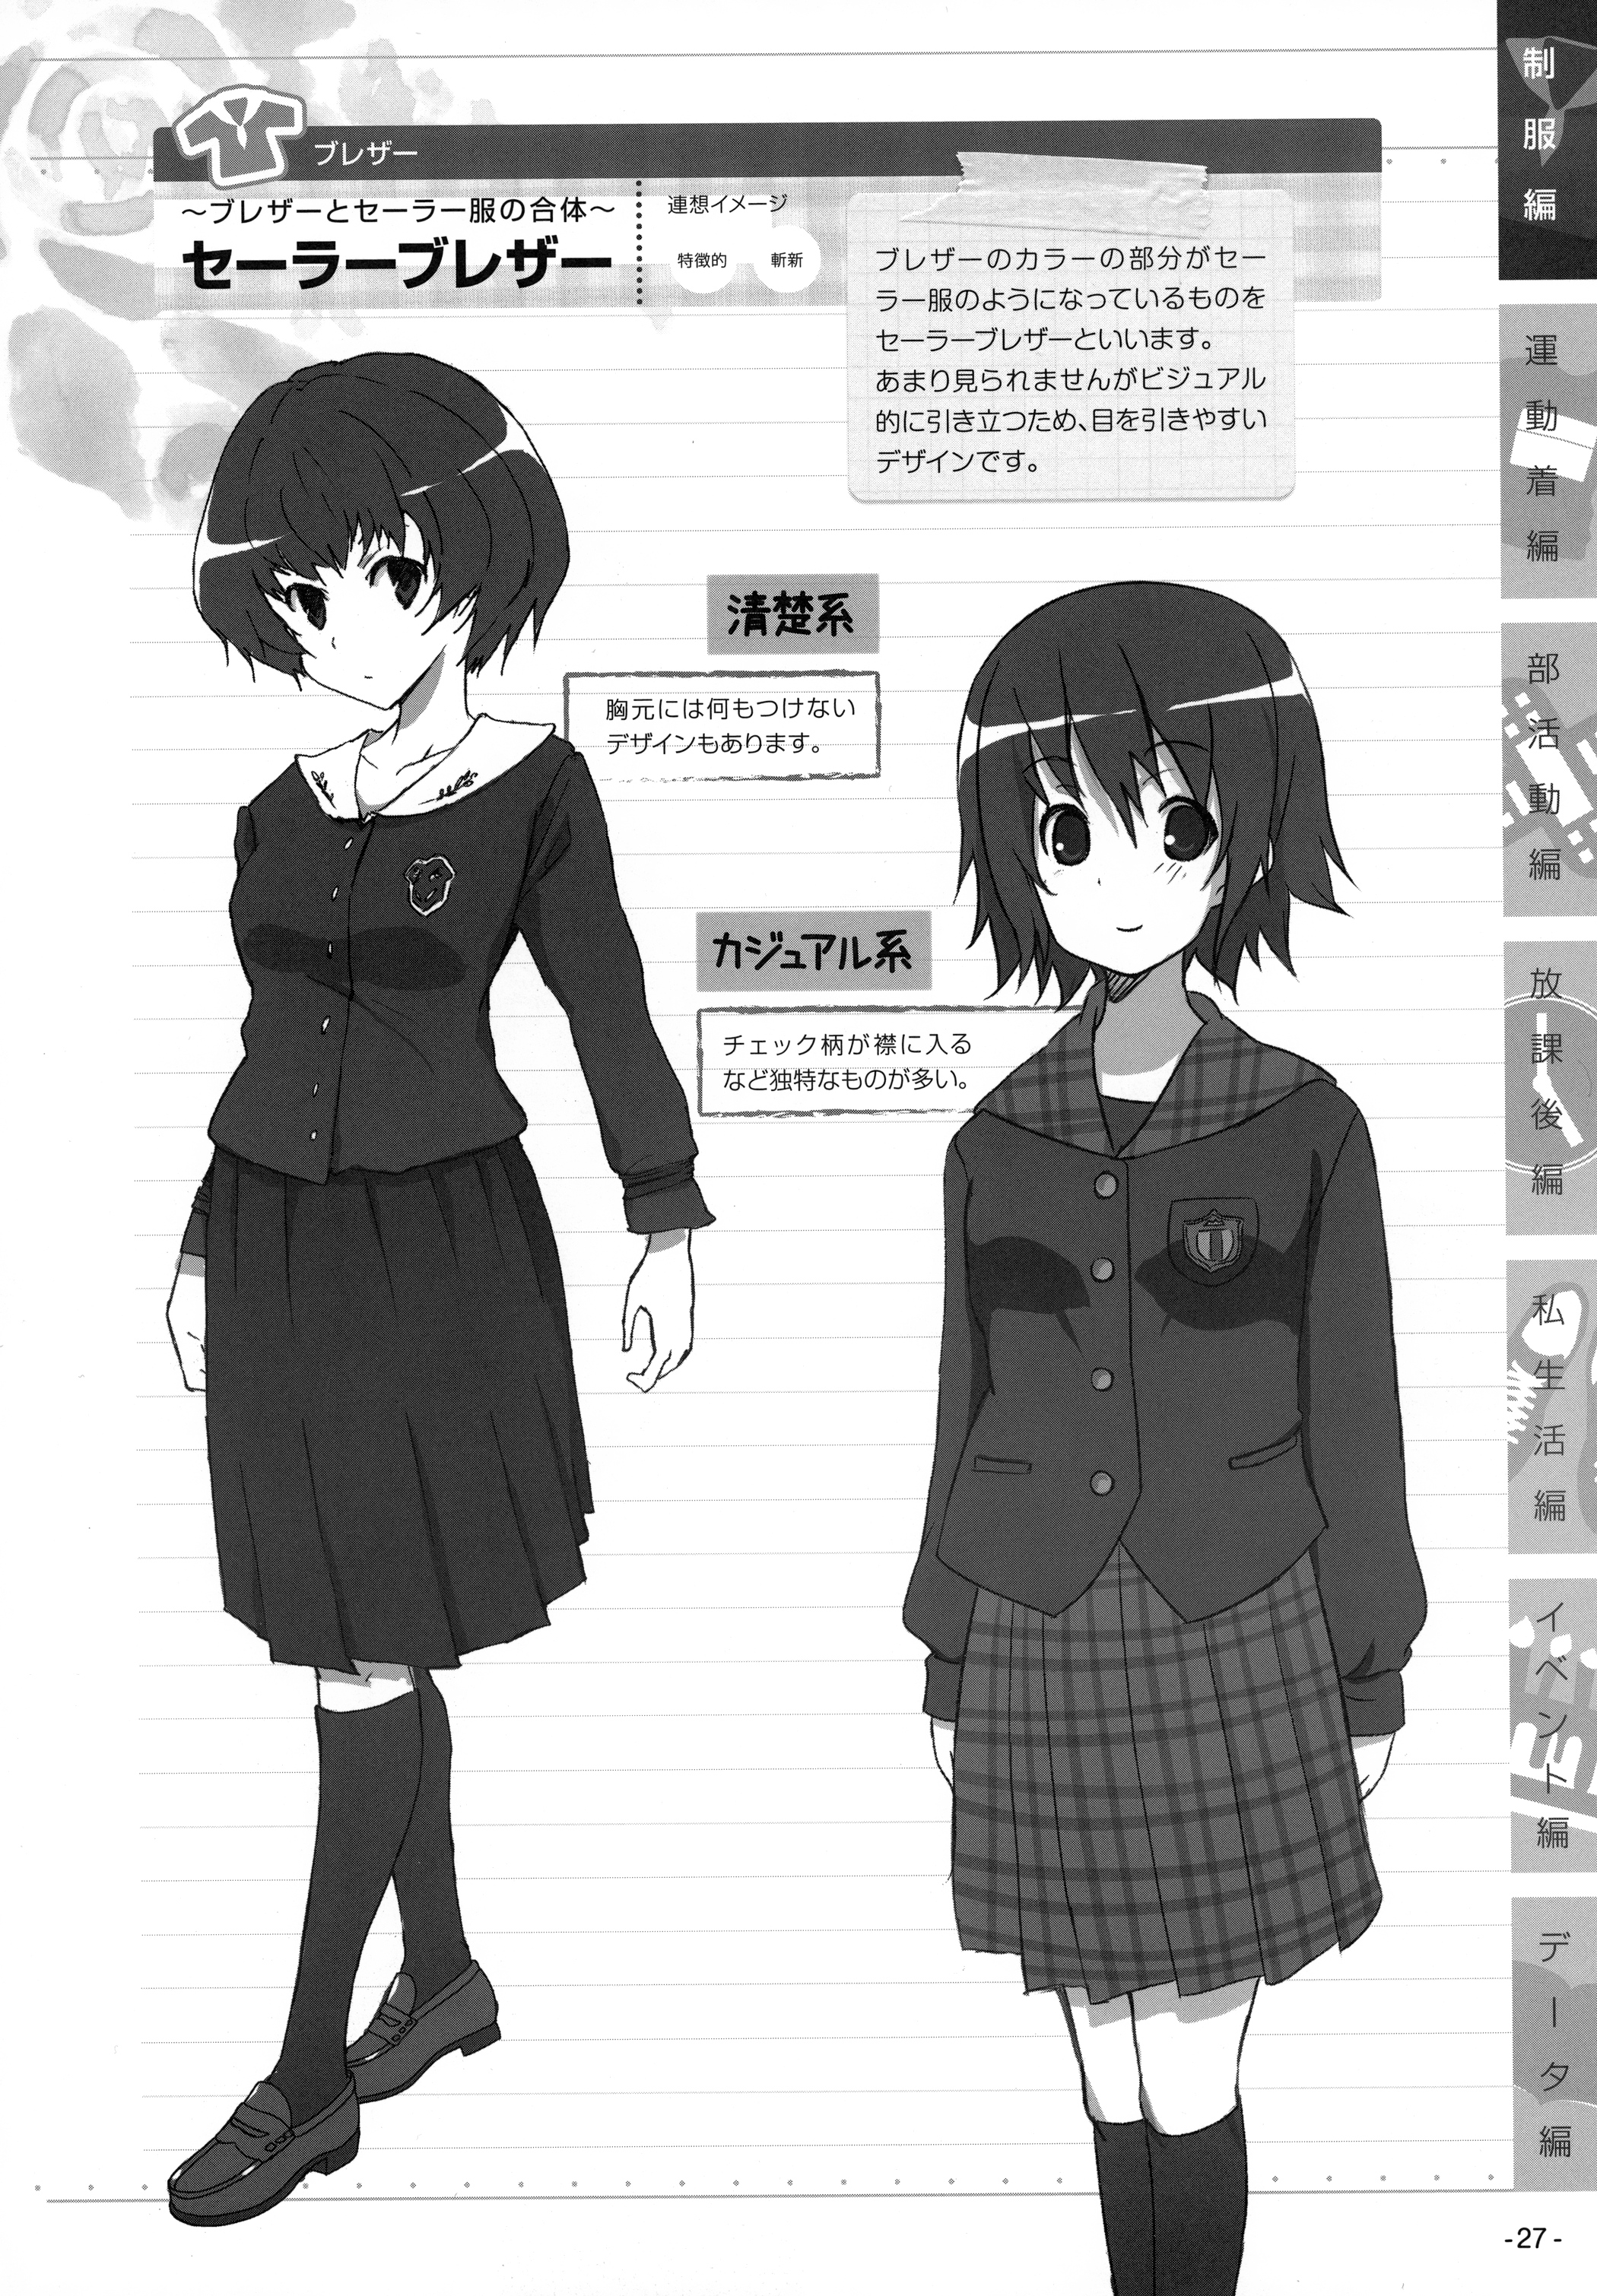 ブレザー
～ブレザーとセーラー服の合体～
セーラーブレザー
連想イメージ
特徴的
斬新
ブレザーのカラーの部分がセー
ラー服のようになっているものを
セーラーブレザーといいます。
あまり見られませんがビジュアル
的に引き立つため、目を引きやすい
デザインです。
清楚系
胸元には何もつけない
デザインもあります。
カジュアル系
チェック柄が襟に入る
など独特なものが多い。
制服編
運動着編
部活動編
放課後編
私生活編
イベント編
データ編
-27-